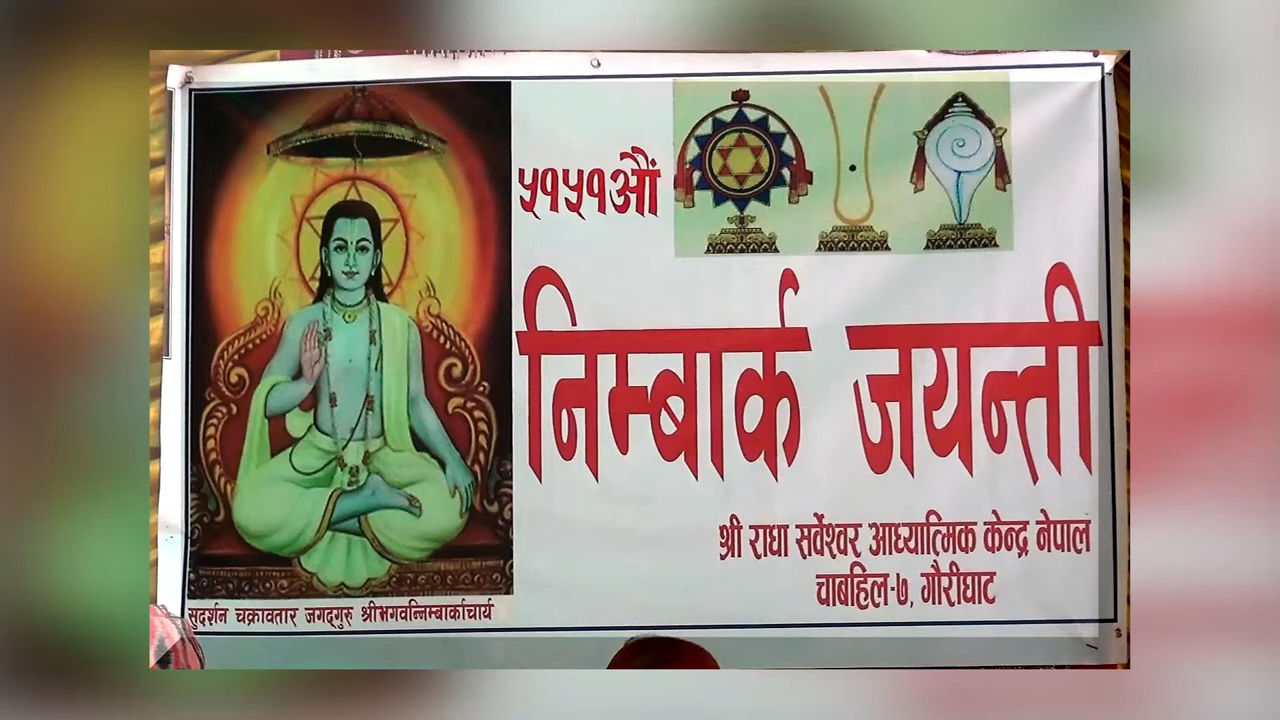 ५१५१औं
निम्बार्क जयन्ती
श्री राधा सर्वेश्वर आध्यात्मिक केन्द्र नेपाल
चाबहिल-७, गौरीघाट
सुदर्शन चक्रावतार जगद्गुरु श्रीभगवन्निम्बार्काचार्य